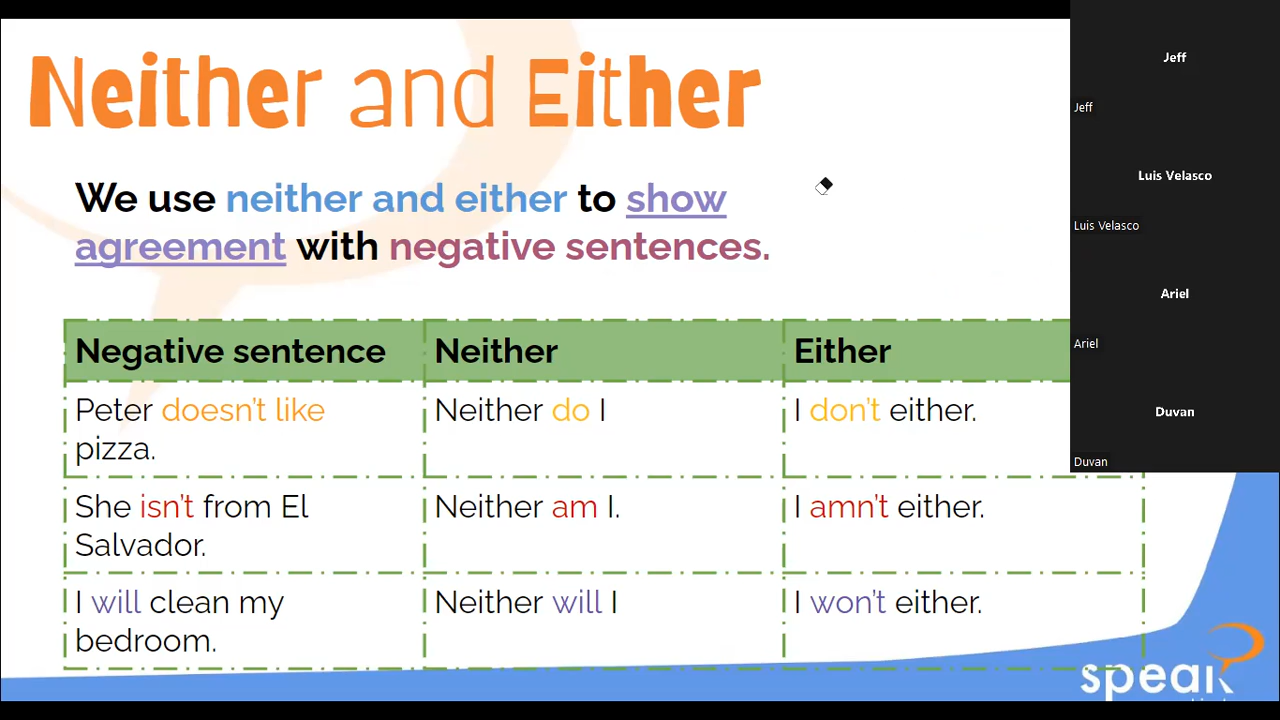 Neither and Either
We use neither and either to show
agreement with negative sentences.
Negative sentence
Neither
Either
Peter doesn't like
pizza.
Neither do I
I don't either.
She isn't from El
Salvador.
Neither am I.
I amn't either.
I will clean my
bedroom.
Neither will I
I won't either.
Jeff
Jeff
Luis Velasco
Luis Velasco
Ariel
Ariel
Duvan
Duvan
speak